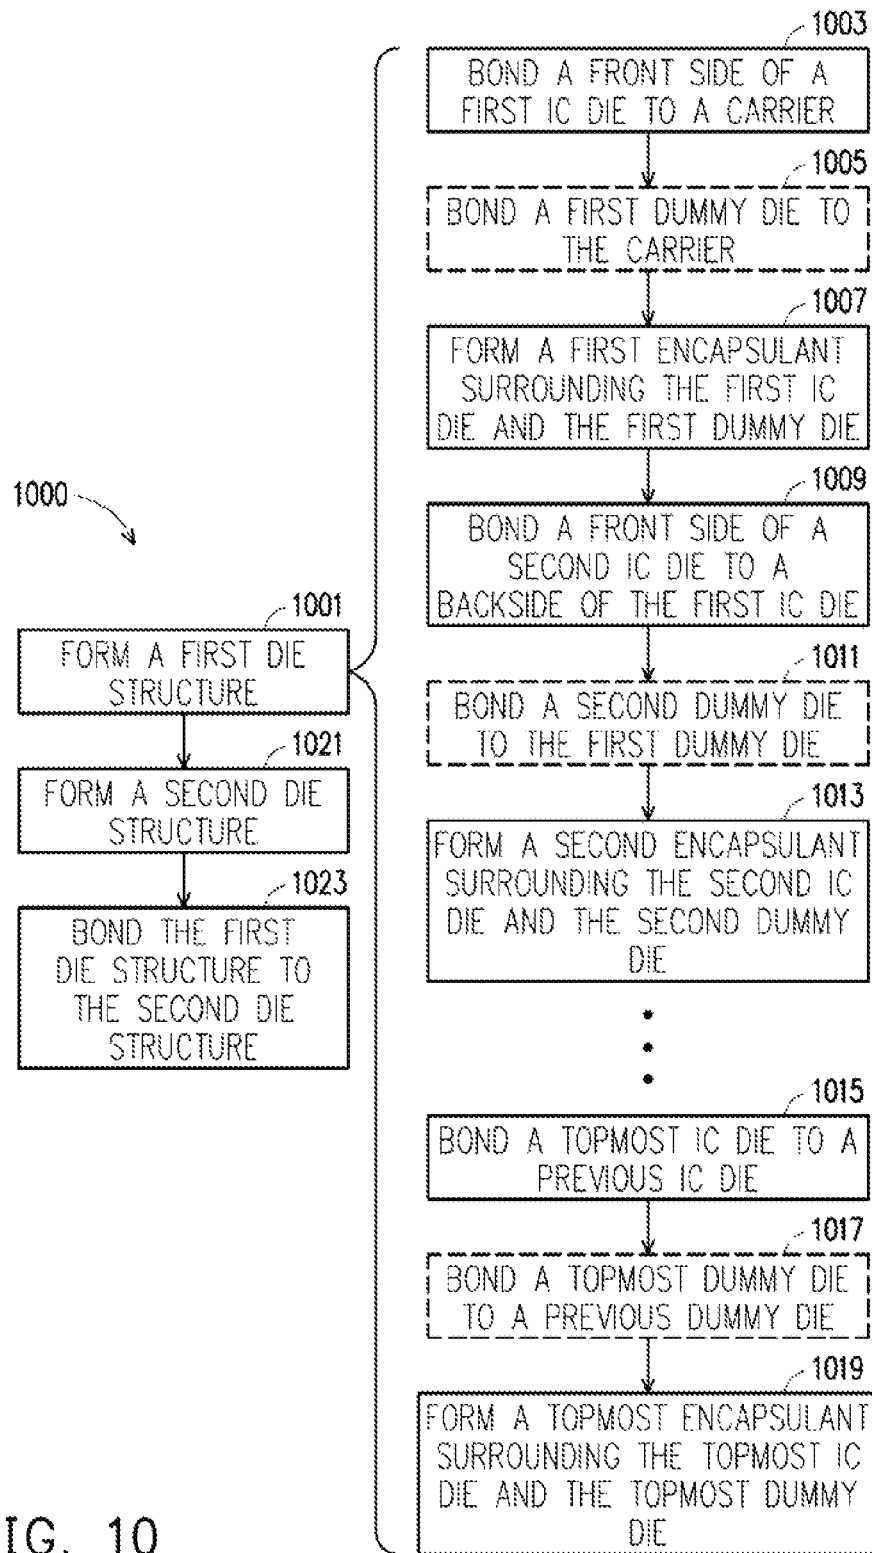 1003
BOND A FRONT SIDE OF A
FIRST IC DIE TO A CARRIER
1005
BOND A FIRST DUMMY DIE TO
THE CARRIER
1007
FORM A FIRST ENCAPSULANT
SURROUNDING THE FIRST IC
DIE AND THE FIRST DUMMY DIE
1009
BOND A FRONT SIDE OF A
SECOND IC DIE TO A
BACKSIDE OF THE FIRST IC DIE
1011
BOND A SECOND DUMMY DIE
TO THE FIRST DUMMY DIE
1013
FORM A SECOND ENCAPSULANT
SURROUNDING THE SECOND IC
DIE AND THE SECOND DUMMY
DIE
1015
BOND A TOPMOST IC DIE TO A
PREVIOUS IC DIE
1017
BOND A TOPMOST DUMMY DIE
TO A PREVIOUS DUMMY DIE
1019
FORM A TOPMOST ENCAPSULANT
SURROUNDING THE TOPMOST IC
DIE AND THE TOPMOST DUMMY
DIE
1000
1001
FORM A FIRST DIE
STRUCTURE
1021
FORM A SECOND DIE
STRUCTURE
1023
BOND THE FIRST
DIE STRUCTURE TO
THE SECOND DIE
STRUCTURE
IG. 10